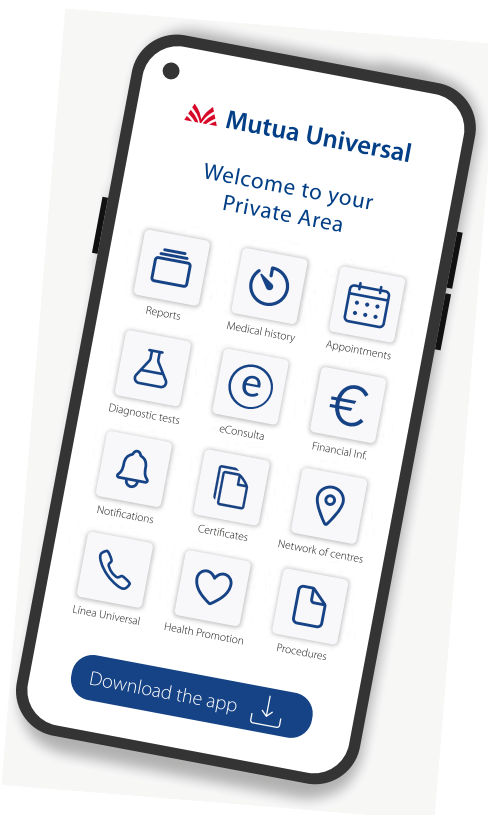 Mutua Universal
Welcome to your
Private Area
Reports
Medical history
Appointments
Diagnostic tests
eConsulta
Financial Inf.
Notifications
Certificates
Network of centres
Línea Universal
Health Promotion
Procedures
Download the app